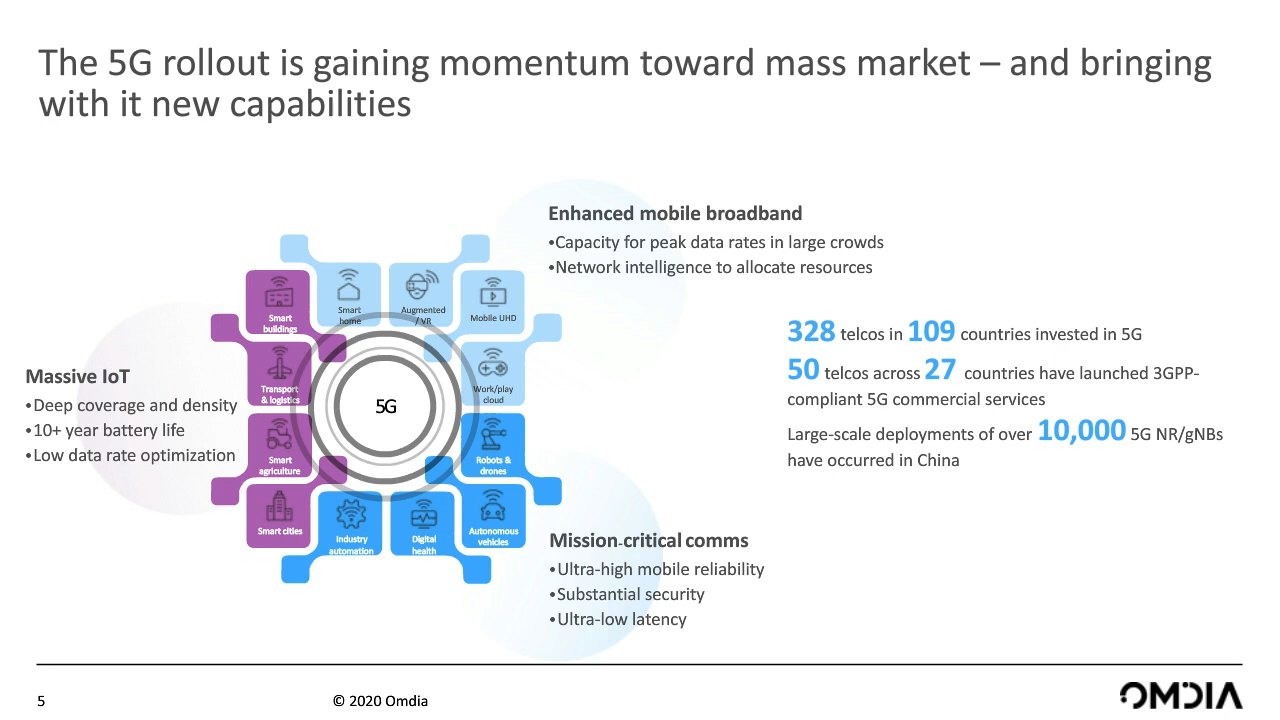 The 5G rollout is gaining momentum toward mass market – and bringing
with it new capabilities
Enhanced mobile broadband
•Capacity for peak data rates in large crowds
•Network intelligence to allocate resources
Smart
buildings
Smart
home
Augmented
/ VR
Mobile UHD
Transport
& logistics
Work/play
cloud
5G
Smart
agriculture
Robots &
drones
Smart cities
Industry
automation
Digital
health
Autonomous
vehicles
Massive IoT
•Deep coverage and density
•10+ year battery life
•Low data rate optimization
328 telcos in 109 countries invested in 5G
50 telcos across 27 countries have launched 3GPP-
compliant 5G commercial services
Large-scale deployments of over 10,000 5G NR/gNBs
have occurred in China
Mission-critical comms
•Ultra-high mobile reliability
•Substantial security
•Ultra-low latency
5
© 2020 Omdia
OMDIA